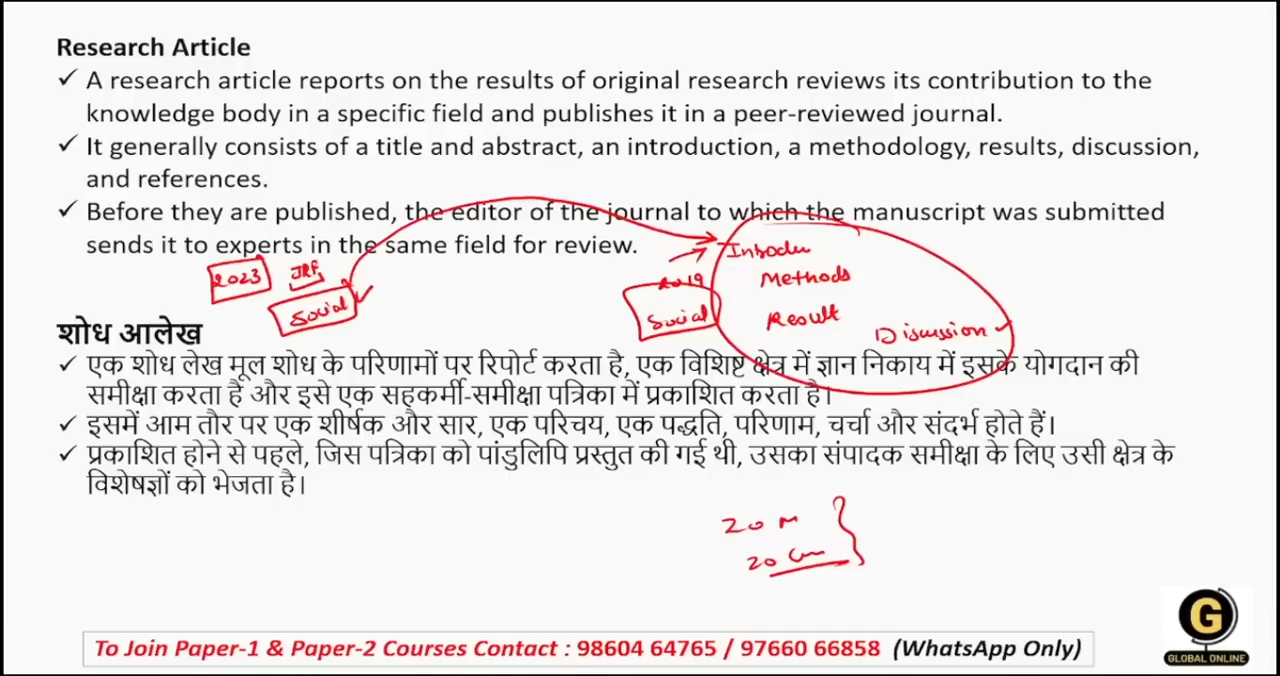 Research Article
✓ A research article reports on the results of original research reviews its contribution to the
knowledge body in a specific field and publishes it in a peer-reviewed journal.
✓ It generally consists of a title and abstract, an introduction, a methodology, results, discussion,
and references.
✓ Before they are published, the editor of the journal to which the manuscript was submitted
sends it to experts in the same field for review.
Introdu
2023 JRF
Methods
2019
Social
Social
Result
Discussion
शोध आलेख
✓ एक शोध लेख मूल शोध के परिणामों पर रिपोर्ट करता है, एक विशिष्ट क्षेत्र में ज्ञान निकाय में इसके योगदान की
समीक्षा करता है और इसे एक सहकर्मी-समीक्षा पत्रिका में प्रकाशित करता है।
✓ इसमें आम तौर पर एक शीर्षक और सार, एक परिचय, एक पद्धति, परिणाम, चर्चा और संदर्भ होते हैं।
✓ प्रकाशित होने से पहले, जिस पत्रिका को पांडुलिपि प्रस्तुत की गई थी, उसका संपादक समीक्षा के लिए उसी क्षेत्र के
विशेषज्ञों को भेजता है।
20 M
20
G
GLOBAL ONLINE
To Join Paper-1 & Paper-2 Courses Contact : 98604 64765 / 97660 66858 (WhatsApp Only)